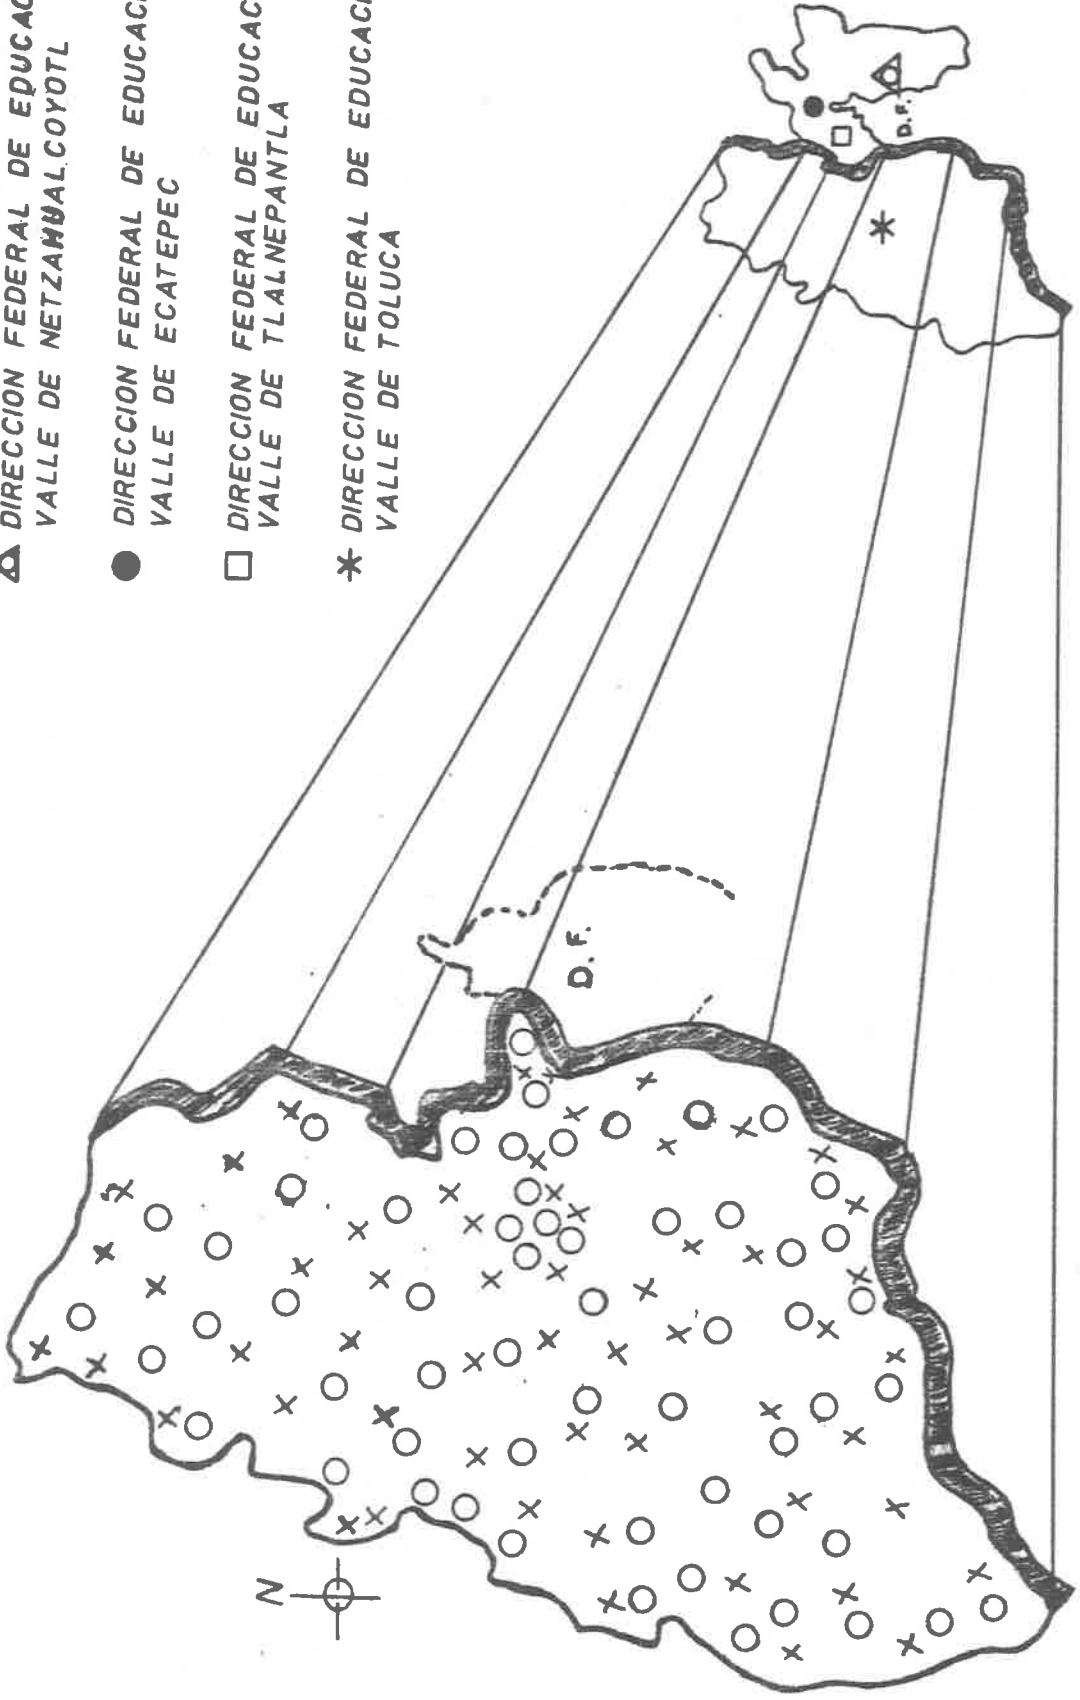 DIRECCION FEDERAL DE EDUCAC
VALLE DE NETZAHUALCOYOTL
DIRECCION FEDERAL DE EDUCAC
VALLE DE ECATEPEC
DIRECCION FEDERAL DE EDUCAC
VALLE DE TLALNEPANTLA
DIRECCION FEDERAL DE EDUCAC
VALLE DE TOLUCA
D.F.
D.F.
N